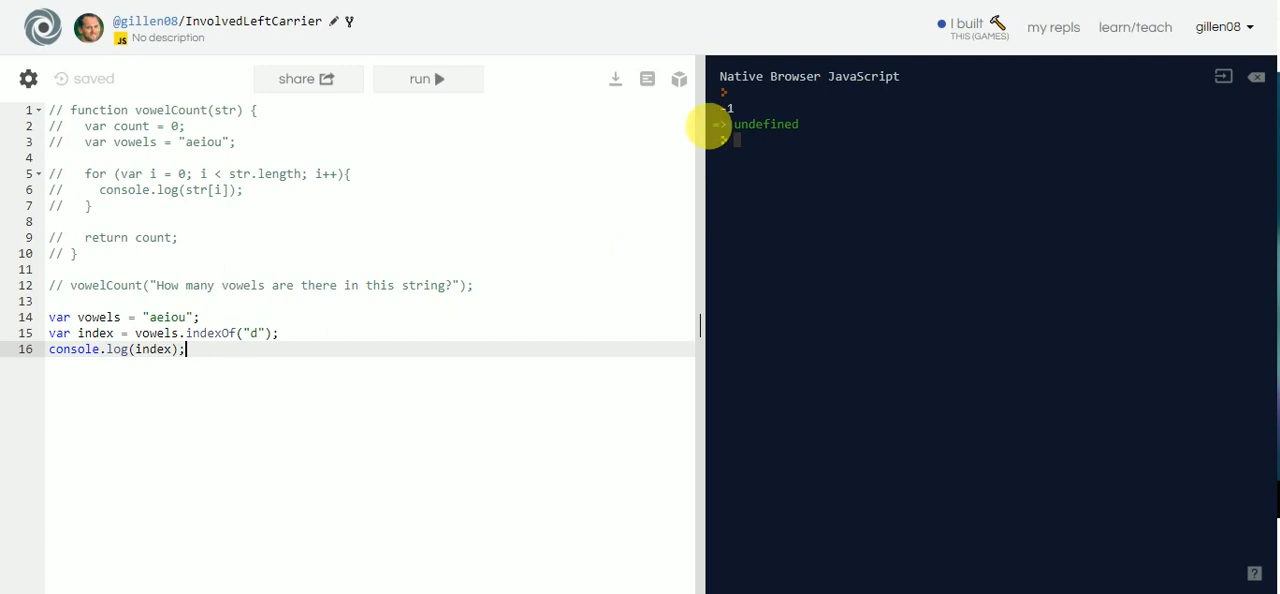 @gillen08/InvolvedLeftCarrier
JS No description
I built
THIS (GAMES)
my repls
learn/teach
gillen08
saved
share
run
1 // function vowelCount(str) {
2 //   var count = 0;
3 //   var vowels = "aeiou";
4
5 //   for (var i = 0; i < str.length; i++){
6 //     console.log(str[i]);
7 //   }
8
9 //   return count;
10 // }
11
12 // vowelCount("How many vowels are there in this string?");
13
14 var vowels = "aeiou";
15 var index = vowels.indexOf("d");
16 console.log(index);
Native Browser JavaScript
>
-1
=> undefined
>
?